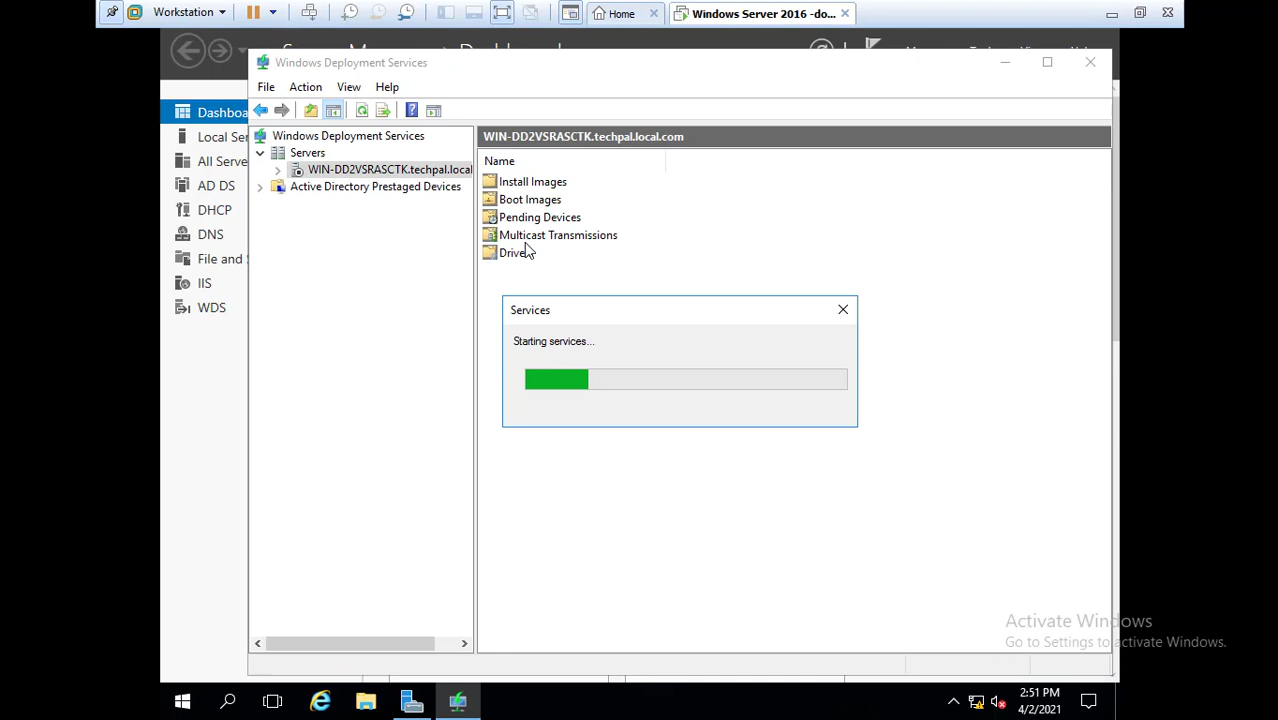 Workstation
Home
Windows Server 2016 -do...
Windows Deployment Services
File Action View Help
Windows Deployment Services
Servers
WIN-DD2VSRASCTK.techpal.local
Active Directory Prestaged Devices
WIN-DD2VSRASCTK.techpal.local.com
Name
Install Images
Boot Images
Pending Devices
Multicast Transmissions
Drive
Services
Starting services...
Dashboa
Local Ser
All Serve
AD DS
DHCP
DNS
File and S
IIS
WDS
Activate Windows
Go to Settings to activate Windows.
2:51 PM
4/2/2021